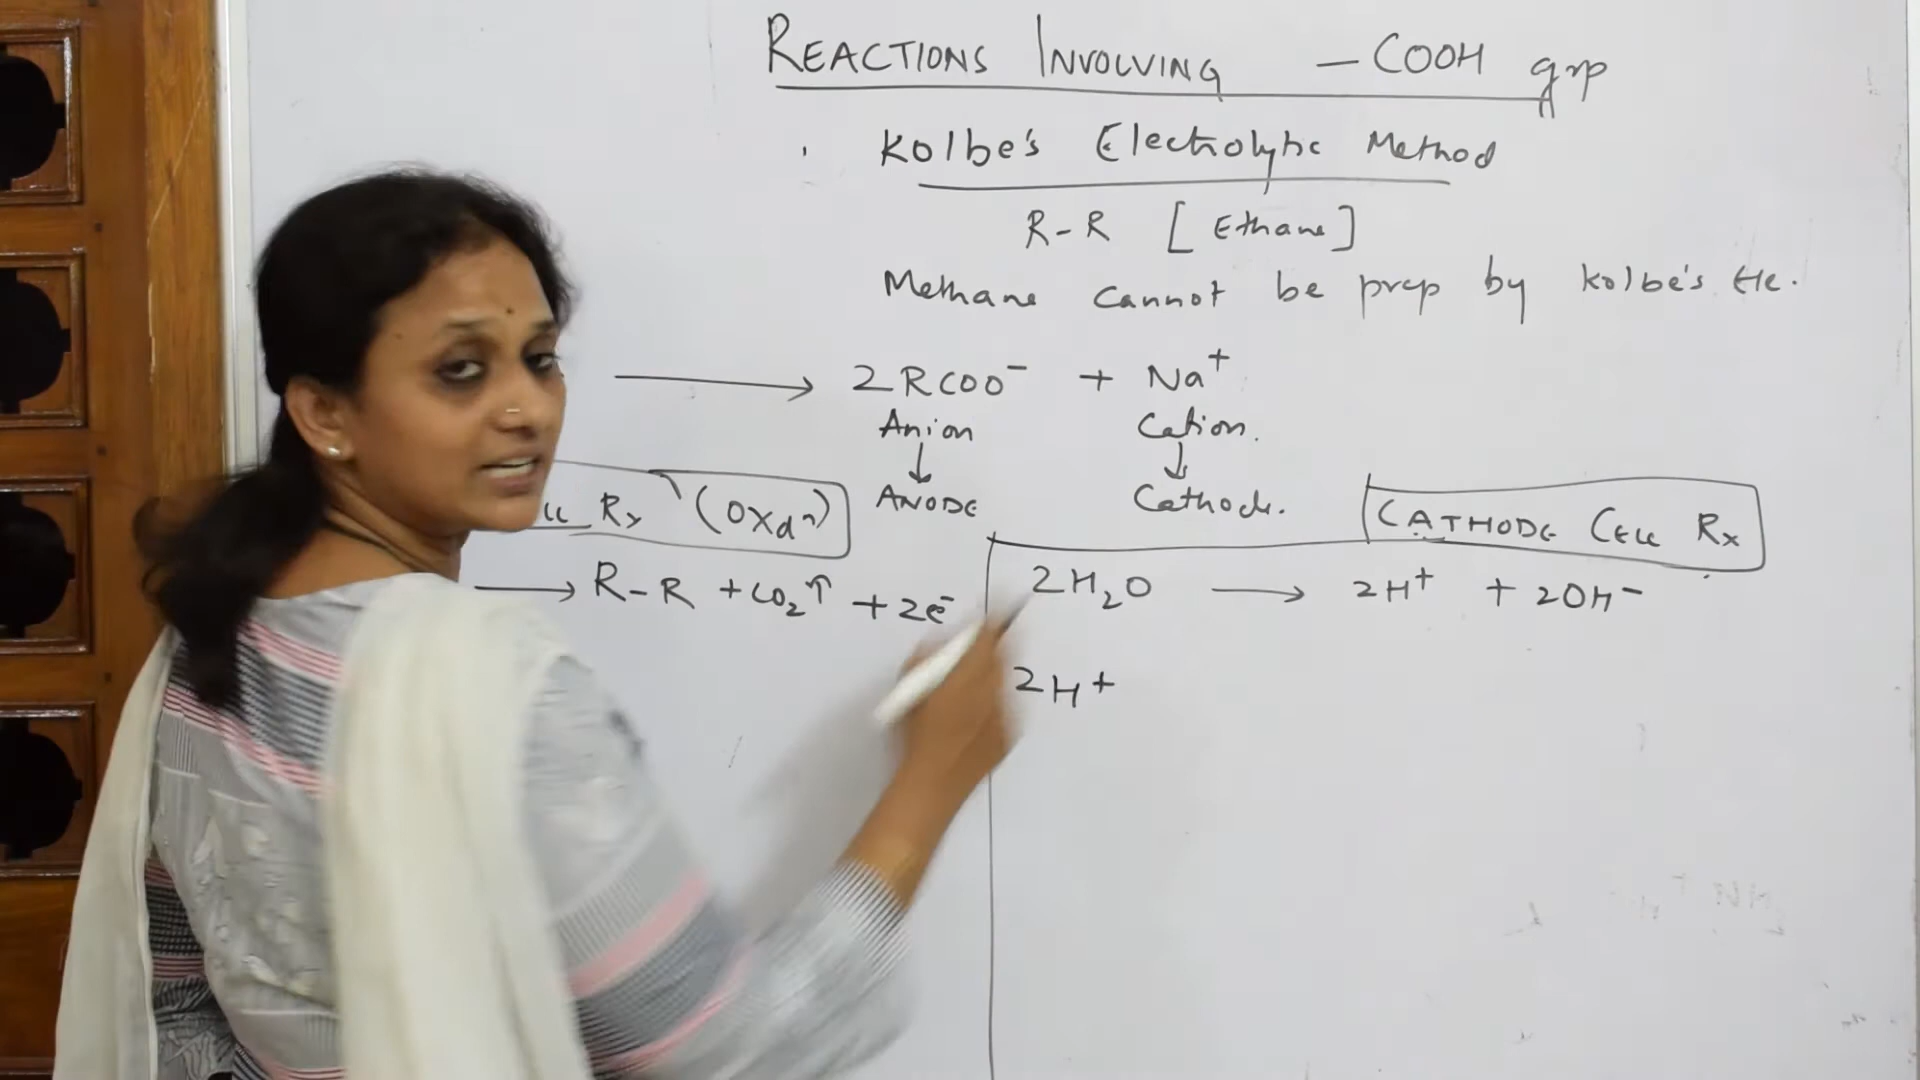 REACTIONS INVOLVING – COOH grp
Kolbe's Electrolytic Method
R-R [Ethane]
Methane cannot be prep by Kolbe's Ele.
⟶ 2RCOO⁻ + Na⁺
Anion Cation.
↓ ↓
ANODE Cathode.
Rx (Oxdⁿ) CATHODE CELL Rx
⟶ R-R + CO₂↑ + 2e⁻ 2H₂O ⟶ 2H⁺ + 2OH⁻
2H+